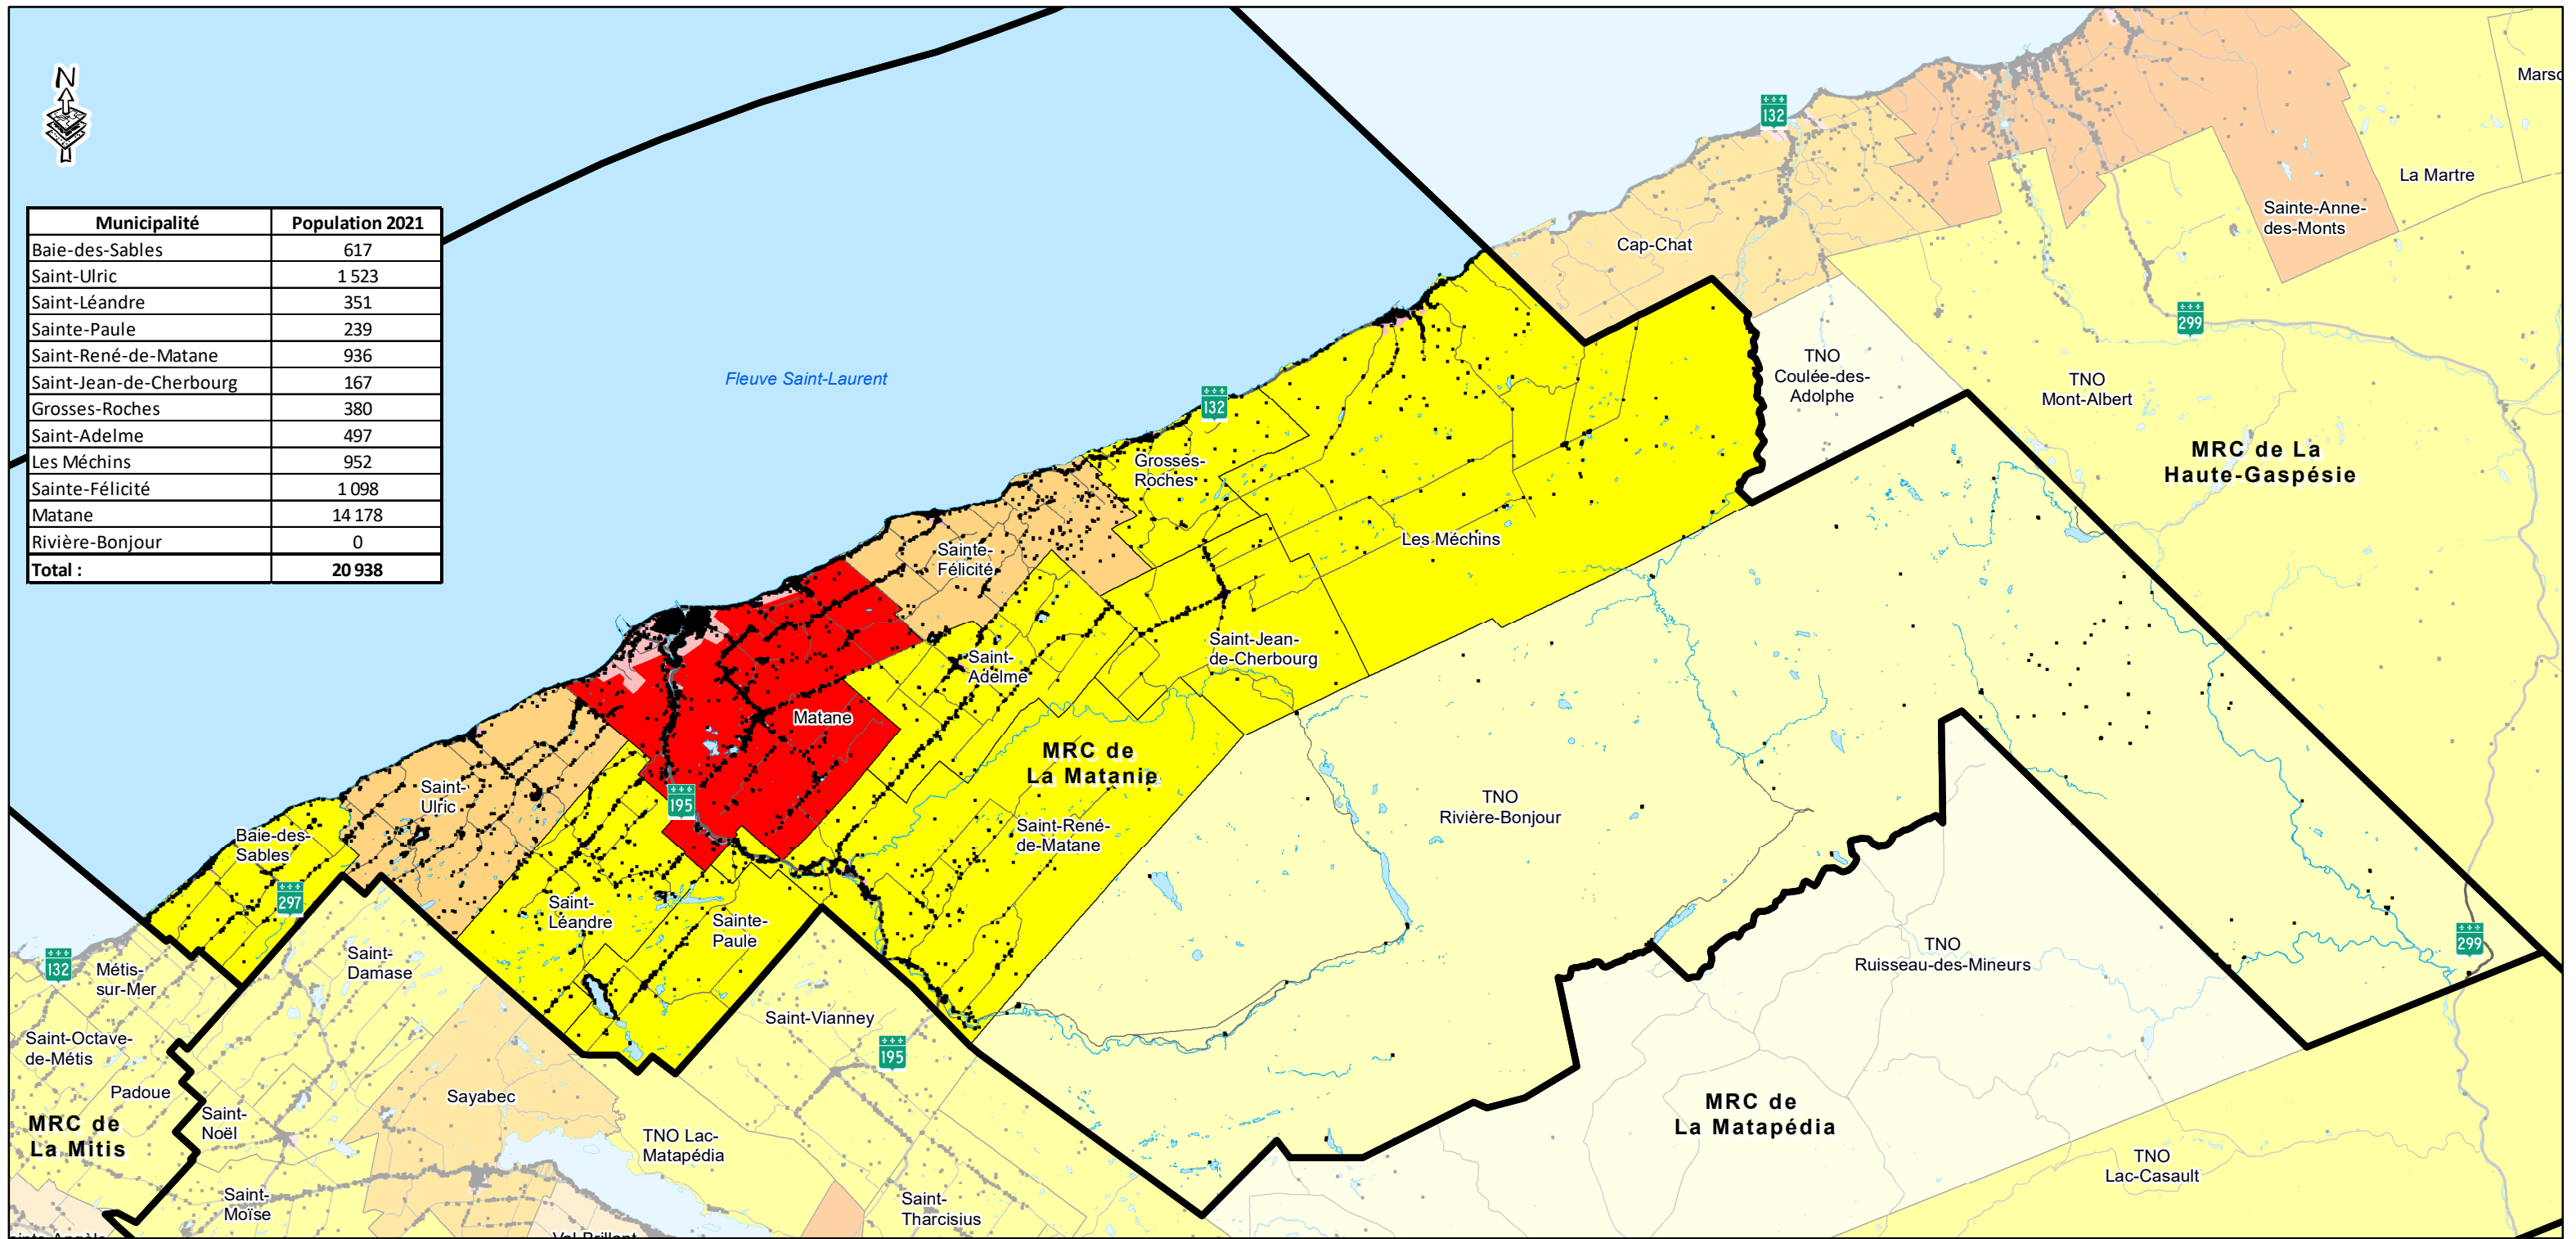 N
Municipalité Population 2021
Baie-des-Sables 617
Saint-Ulric 1 523
Saint-Léandre 351
Sainte-Paule 239
Saint-René-de-Matane 936
Saint-Jean-de-Cherbourg 167
Grosses-Roches 380
Saint-Adelme 497
Les Méchins 952
Sainte-Félicité 1 098
Matane 14 178
Rivière-Bonjour 0
Total : 20 938
Fleuve Saint-Laurent
132
Cap-Chat
Sainte-Anne-
des-Monts
La Martre
299
TNO
Coulée-des-
Adolphe
TNO
Mont-Albert
MRC de La
Haute-Gaspésie
132
Grosses-
Roches
Les Méchins
Sainte-
Félicité
Saint-Jean-
de-Cherbourg
Saint-
Adelme
Matane
MRC de
La Matanie
195
Saint-
Ulric
Baie-des-
Sables
297
Saint-René-
de-Matane
TNO
Rivière-Bonjour
Saint-
Léandre
Sainte-
Paule
TNO
Ruisseau-des-Mineurs
299
132
Métis-
sur-Mer
Saint-
Damase
Saint-Vianney
195
Saint-Octave-
de-Métis
Padoue
Sayabec
Saint-
Noël
MRC de
La Mitis
TNO Lac-
Matapédia
MRC de
La Matapédia
TNO
Lac-Casault
Saint-
Moïse
Saint-
Tharcisius